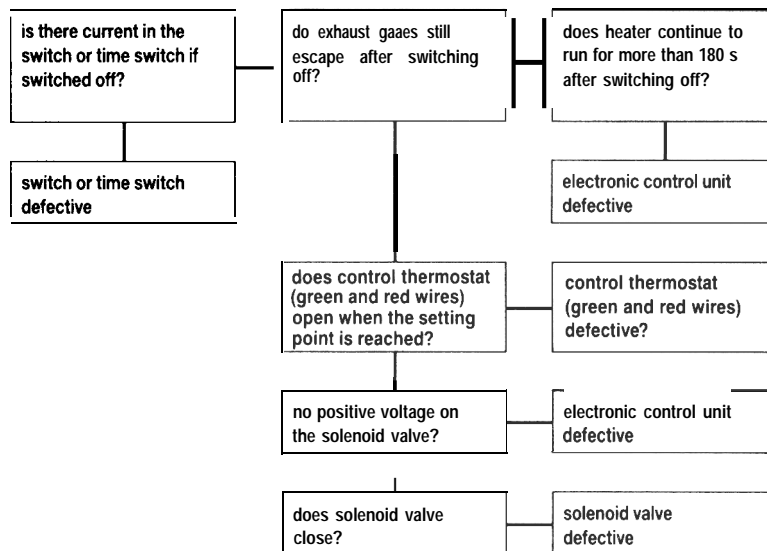 is there current in the
switch or time switch if
switched off?
do exhaust gaaes still
escape after switching
off?
does heater continue to
run for more than 180 s
after switching off?
switch or time switch
defective
electronic control unit
defective
does control thermostat
(green and red wires)
open when the setting
point is reached?
control thermostat
(green and red wires)
defective?
no positive voltage on
the solenoid valve?
electronic control unit
defective
does solenoid valve
close?
solenoid valve
defective